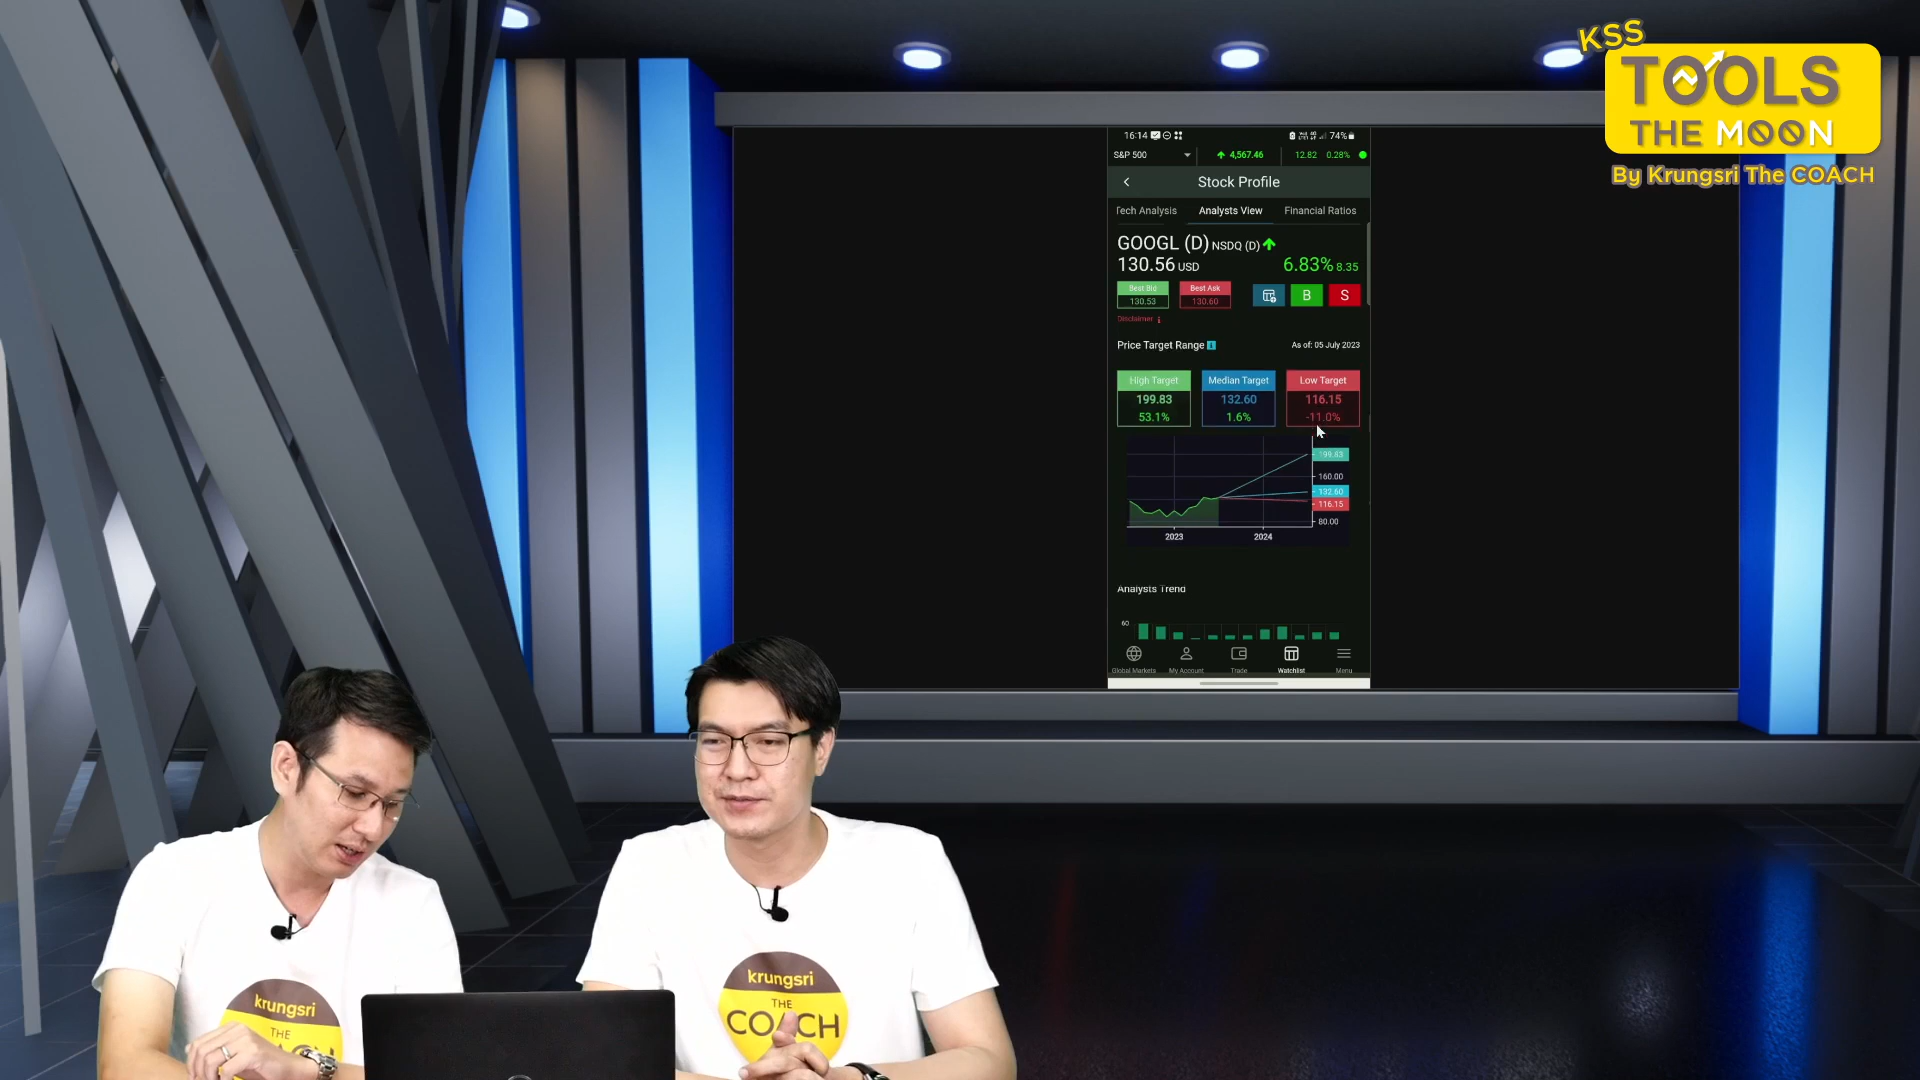 KSS
TOOLS
THE MOON
By Krungsri The COACH
16:14 74%
S&P 500 4,567.46 12.82 0.28%
Stock Profile
Tech Analysis Analysts View Financial Ratios
GOOGL (D) NSDQ (D)
130.56 USD 6.83% 8.35
Best Bid Best Ask
130.53 130.60 B S
Disclaimer
Price Target Range As of: 05 July 2023
High Target Median Target Low Target
199.83 132.60 116.15
53.1% 1.6% -11.0%
199.83
160.00
132.60
116.15
80.00
2023 2024
Analysts Trend
60
Global Markets My Account Trade Watchlist Menu
krungsri
THE
COACH
krungsri
THE